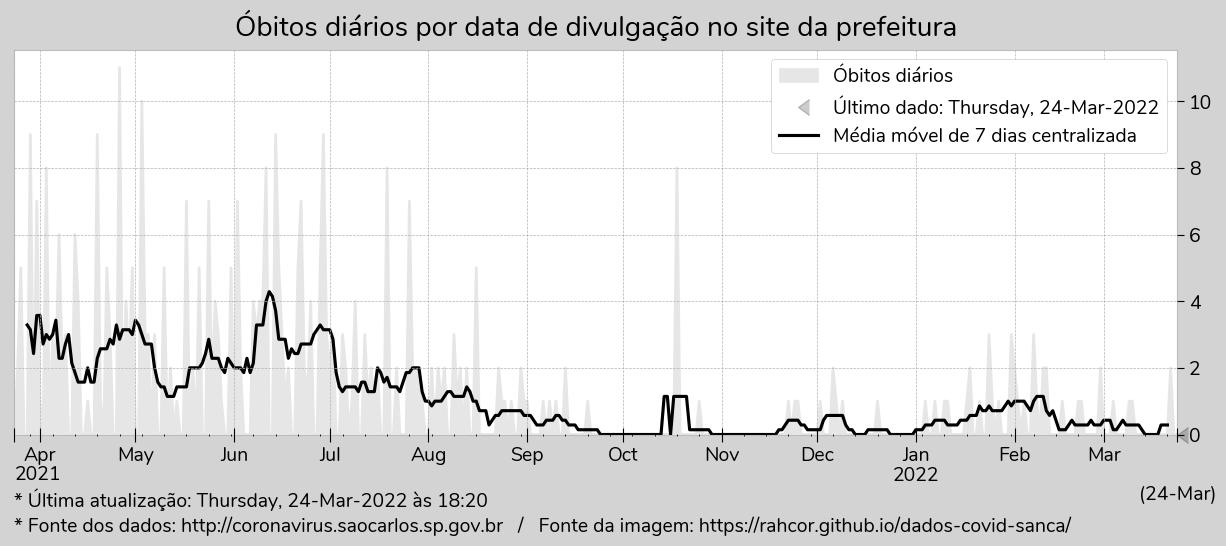 Óbitos diários por data de divulgação no site da prefeitura
Óbitos diários
Último dado: Thursday, 24-Mar-2022
Média móvel de 7 dias centralizada
10
8
6
4
2
0
Apr May Jun Jul Aug Sep Oct Nov Dec Jan Feb Mar
2021 2022
(24-Mar)
* Última atualização: Thursday, 24-Mar-2022 às 18:20
* Fonte dos dados: http://coronavirus.saocarlos.sp.gov.br / Fonte da imagem: https://rahcor.github.io/dados-covid-sanca/